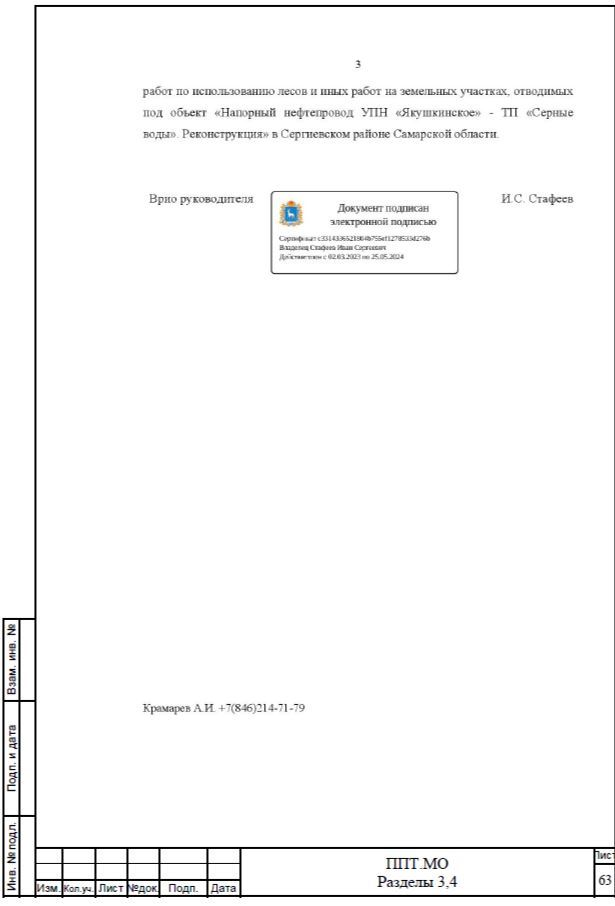 3
работ по использованию лесов и иных работ на земельных участках, отводимых
под объект «Напорный нефтепровод УПН «Якушкинское» - ТП «Серные
воды». Реконструкция» в Сергиевском районе Самарской области.
Врио руководителя
Документ подписан
электронной подписью
Сертификат
Владелец Стафеев Иван Сергеевич
Действителен с 02.03.2023 по 25.05.2024
И.С. Стафеев
Крамарев А.И. +7(846)214-71-79
Взам. инв. №
Подп. и дата
Инв. № подл.
Изм. Кол.уч. Лист №док. Подп. Дата
ППТ.МО
Разделы 3,4
Лист
63